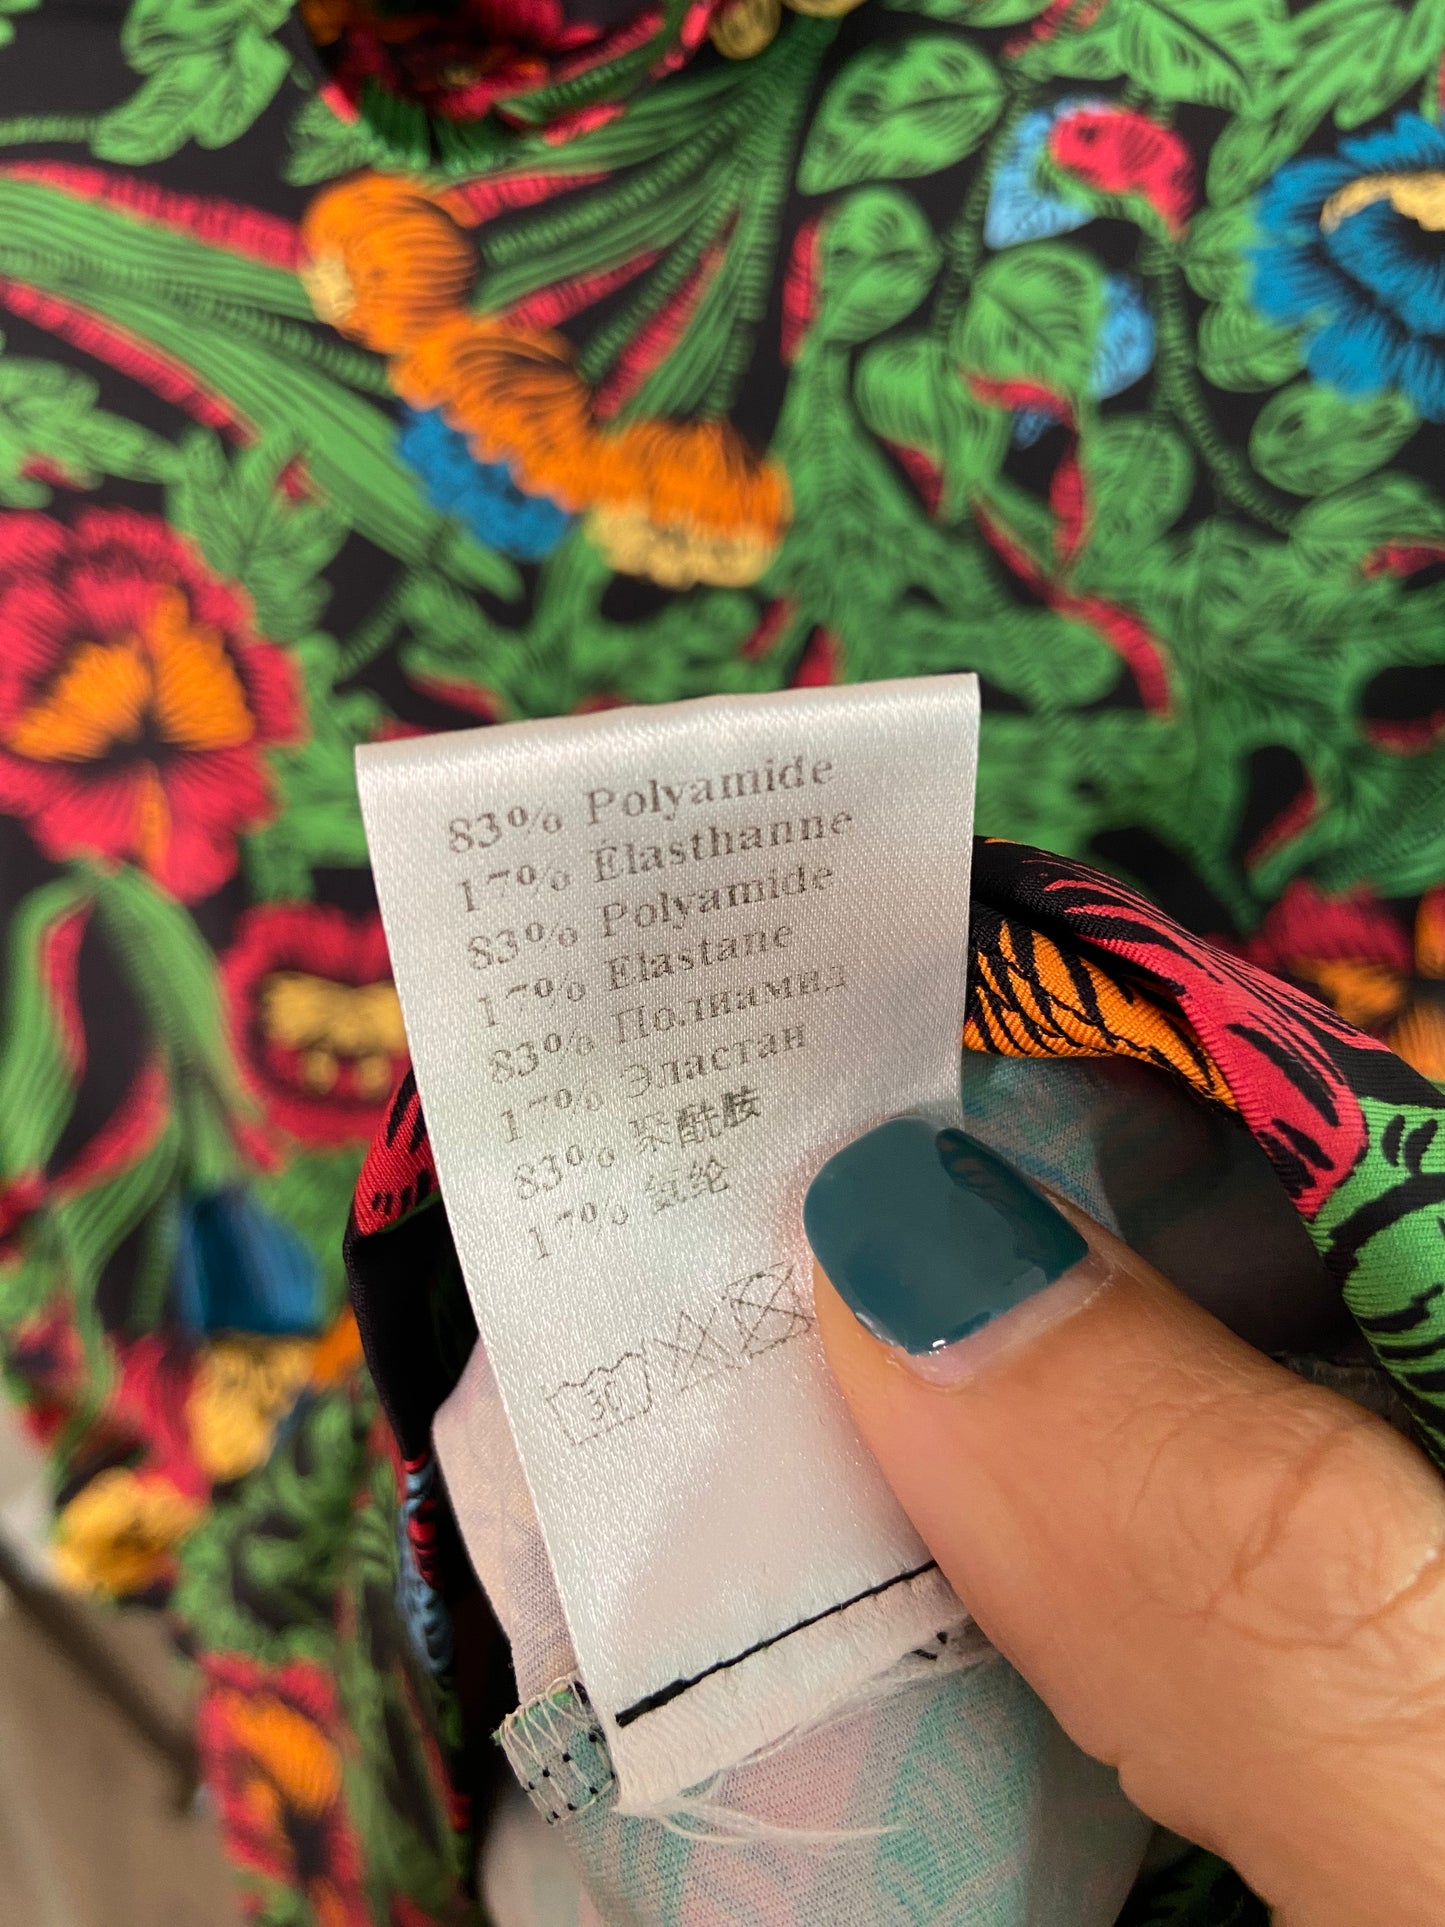 83% Polyamide
17% Élasthanne
83% Polyamide
17% Elastane
83% Полиамид
17% Эластан
83% 聚酰胺
17% 氨纶
30